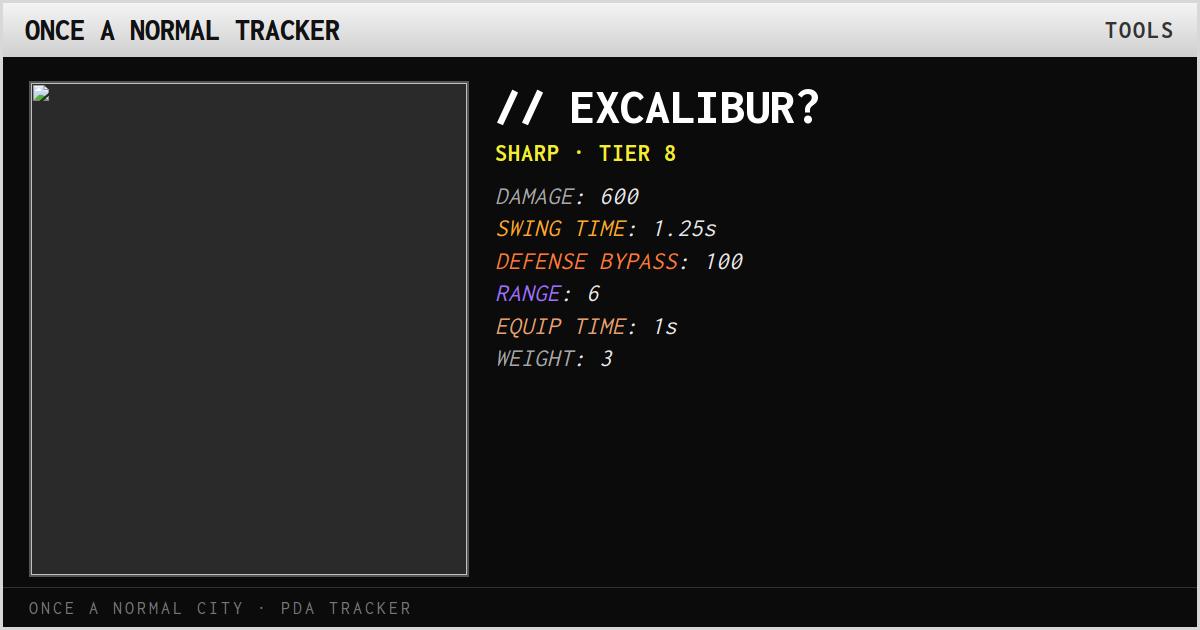 ONCE A NORMAL TRACKER
TOOLS
// EXCALIBUR?
SHARP · TIER 8
DAMAGE: 600
SWING TIME: 1.25s
DEFENSE BYPASS: 100
RANGE: 6
EQUIP TIME: 1s
WEIGHT: 3
ONCE A NORMAL CITY · PDA TRACKER